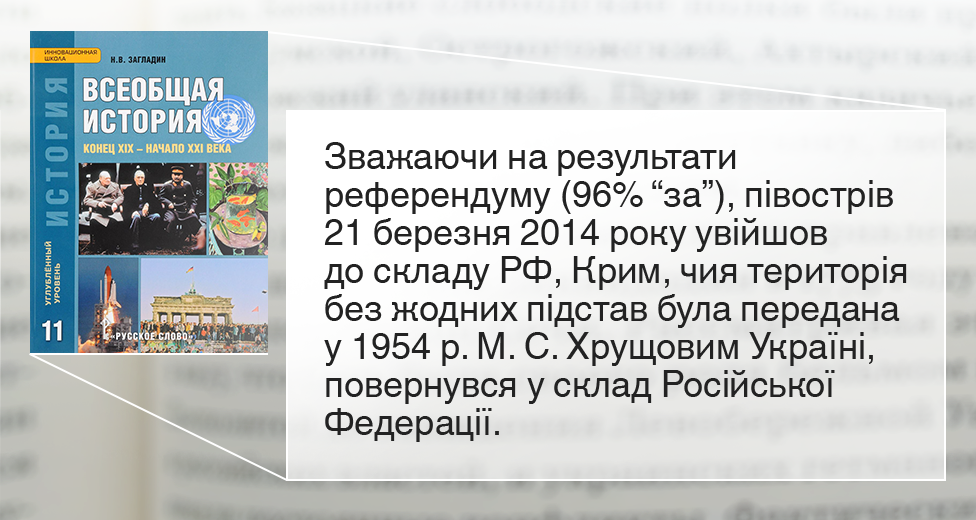 ИННОВАЦИОННАЯ
ШКОЛА
Н.В. ЗАГЛАДИН
ИСТОРИЯ
ВСЕОБЩАЯ
ИСТОРИЯ
КОНЕЦ XIX – НАЧАЛО XXI ВЕКА
УГЛУБЛЁННЫЙ
УРОВЕНЬ
11
«РУССКОЕ СЛОВО»
Зважаючи на результати
референдуму (96% “за”), півострів
21 березня 2014 року увійшов
до складу РФ, Крим, чия територія
без жодних підстав була передана
у 1954 р. М. С. Хрущовим Україні,
повернувся у склад Російської
Федерації.